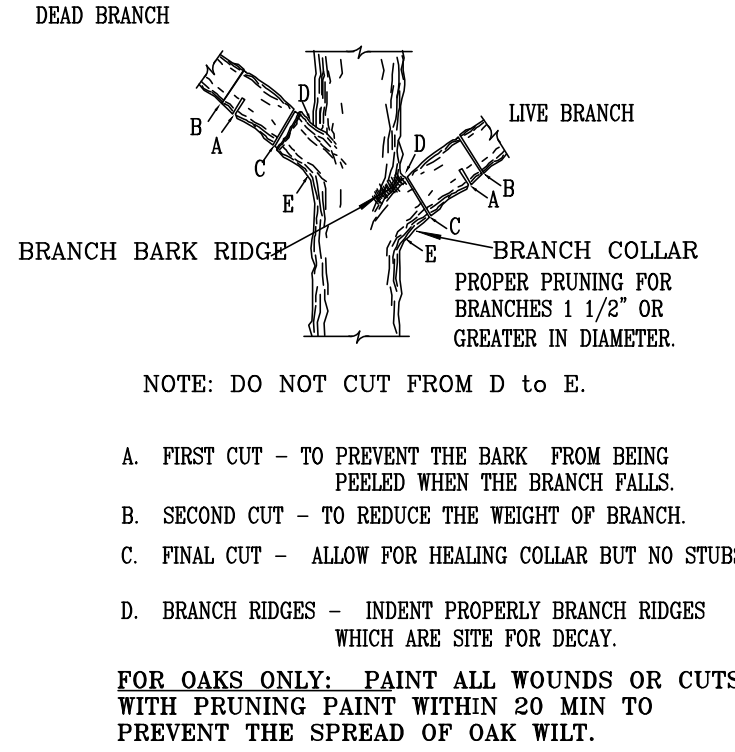 DEAD BRANCH
D
LIVE BRANCH
B
A
D
C
B
A
E
C
E
BRANCH BARK RIDGE
BRANCH COLLAR
PROPER PRUNING FOR
BRANCHES 1 1/2" OR
GREATER IN DIAMETER.
NOTE: DO NOT CUT FROM D to E.
A. FIRST CUT – TO PREVENT THE BARK FROM BEING
PEELED WHEN THE BRANCH FALLS.
B. SECOND CUT – TO REDUCE THE WEIGHT OF BRANCH.
C. FINAL CUT – ALLOW FOR HEALING COLLAR BUT NO STUBS
D. BRANCH RIDGES – INDENT PROPERLY BRANCH RIDGES
WHICH ARE SITE FOR DECAY.
FOR OAKS ONLY: PAINT ALL WOUNDS OR CUTS
WITH PRUNING PAINT WITHIN 20 MIN TO
PREVENT THE SPREAD OF OAK WILT.